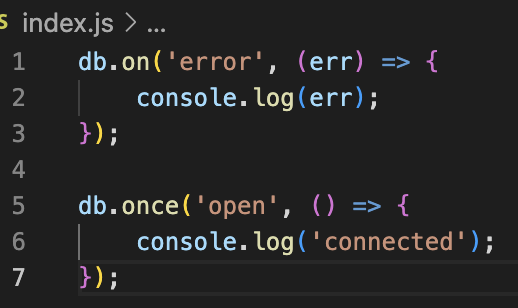 JS index.js > ...
1 db.on('error', (err) => {
2 console.log(err);
3 });
4
5 db.once('open', () => {
6 console.log('connected');
7 });